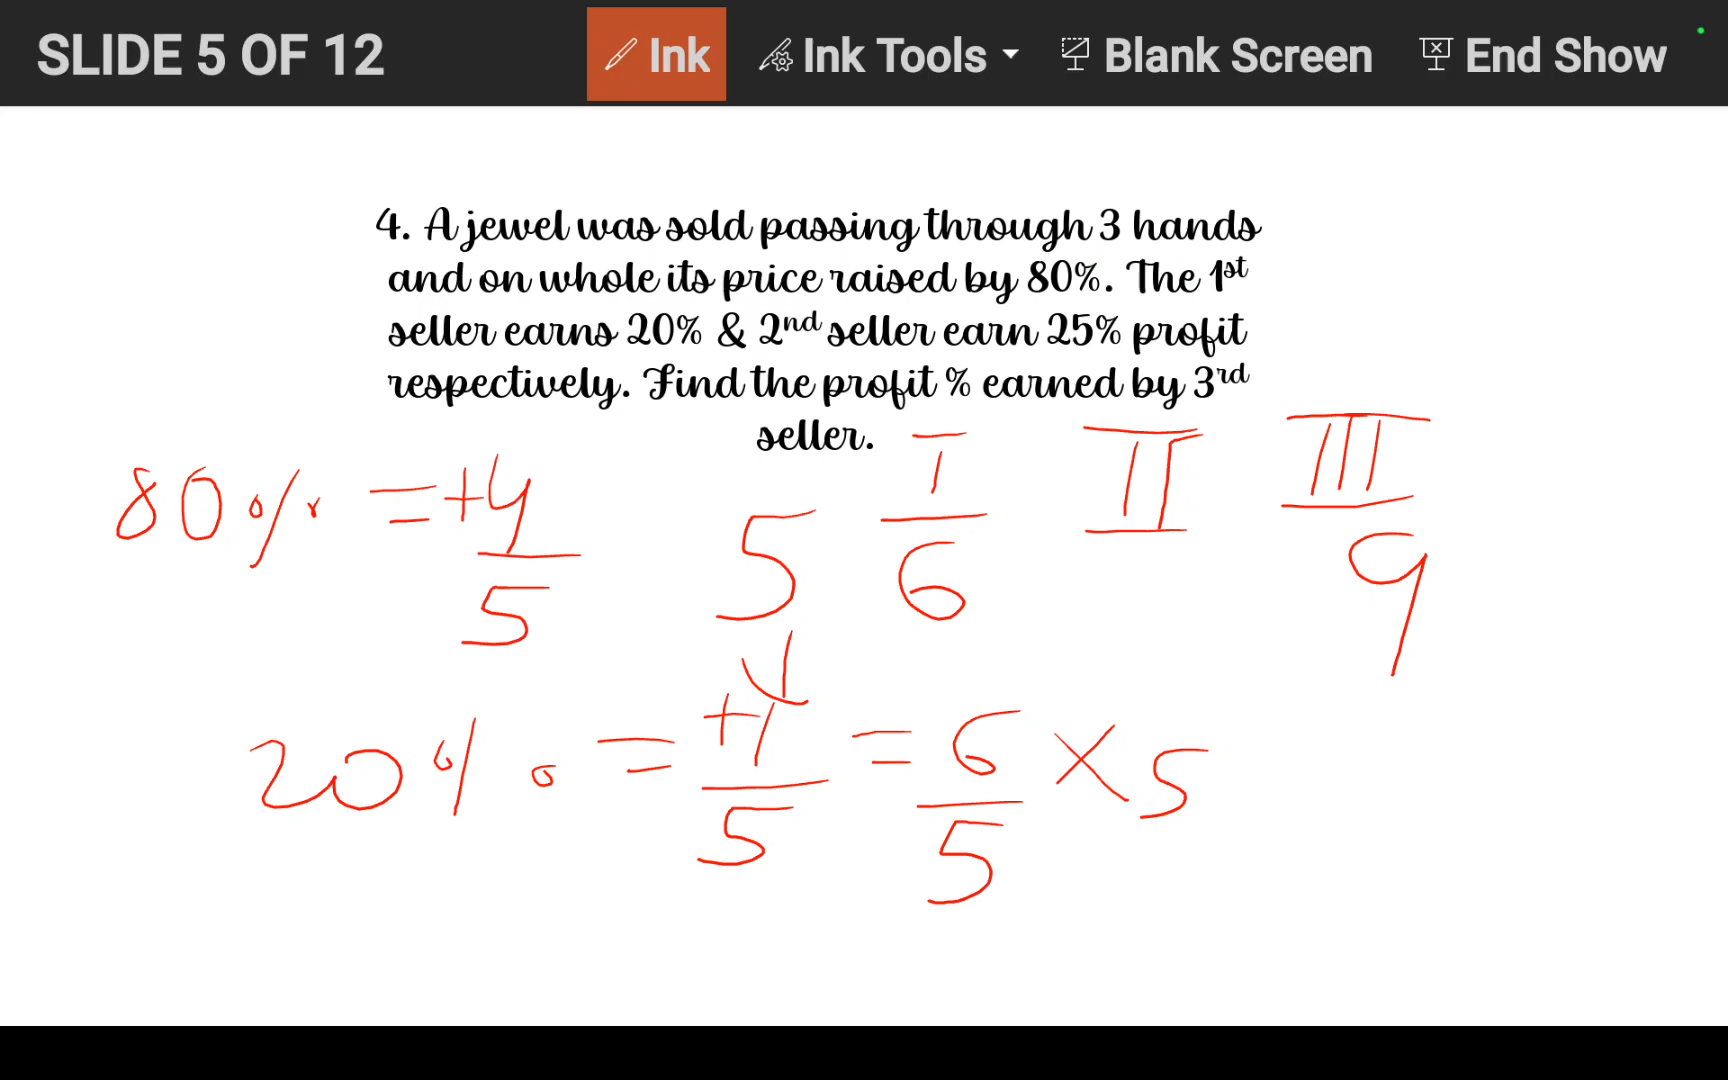 SLIDE 5 OF 12 Ink Ink Tools Blank Screen End Show
4. A jewel was sold passing through 3 hands
and on whole its price raised by 80%. The 1st
seller earns 20% & 2nd seller earn 25% profit
respectively. Find the profit % earned by 3rd
seller.
I II III
80% = +4/5
5 6 9
20% = +1/5 = 6/5 × 5